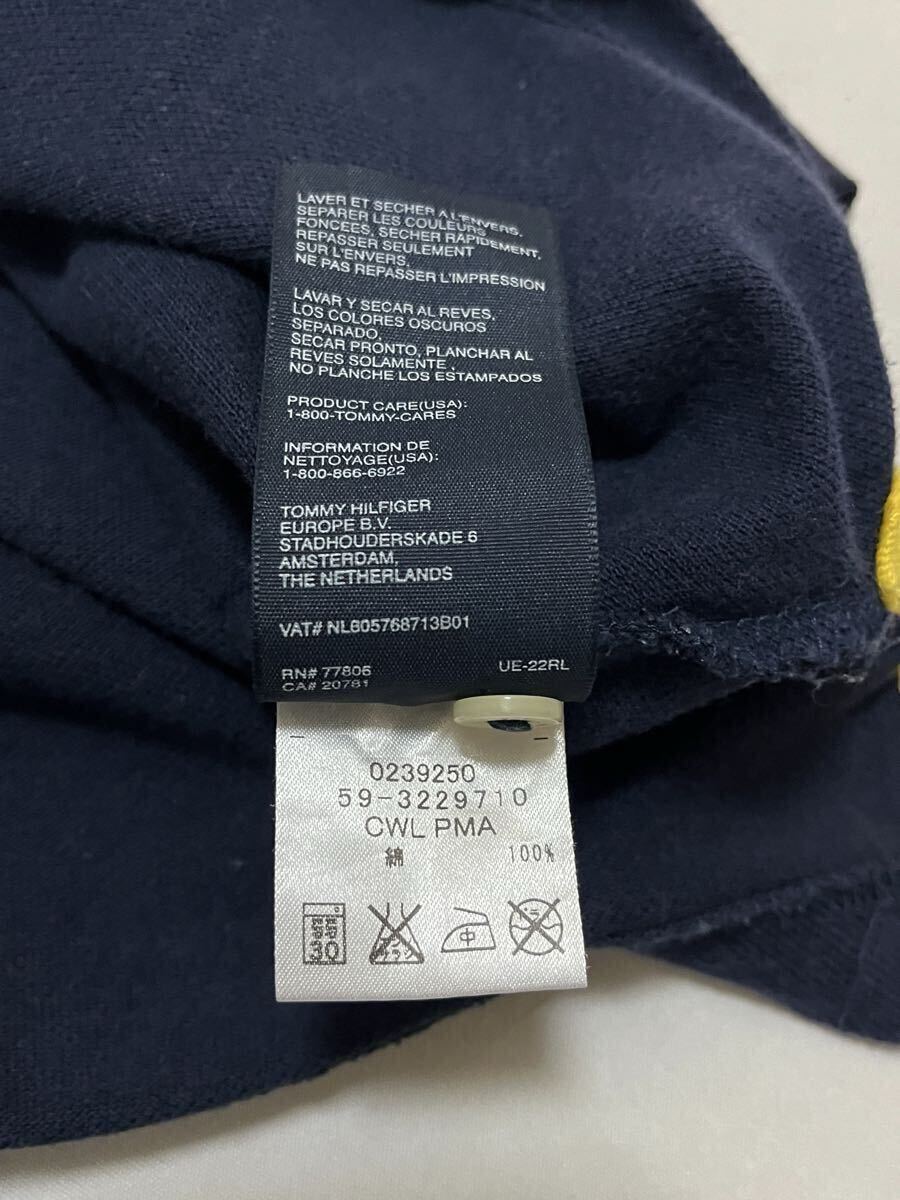 LAVER ET SECHER A L'ENVERS.
SEPARER LES COULEURS
FONCEES, SECHER RAPIDEMENT.
REPASSER SEULEMENT
SUR L'ENVERS.
NE PAS REPASSER L'IMPRESSION
LAVAR Y SECAR AL REVES,
LOS COLORES OSCUROS
SEPARADO,
SECAR PRONTO, PLANCHAR AL
REVES SOLAMENTE,
NO PLANCHE LOS ESTAMPADOS
PRODUCT CARE(USA):
1-800-TOMMY-CARES
INFORMATION DE
NETTOYAGE(USA):
1-800-866-6922
TOMMY HILFIGER
EUROPE B.V.
STADHOUDERSKADE 6
AMSTERDAM,
THE NETHERLANDS
VAT# NL805768713B01
RN# 77806 UE-22RL
CA# 20781
0239250
59-3229710
CWL PMA
綿 100%
30 中